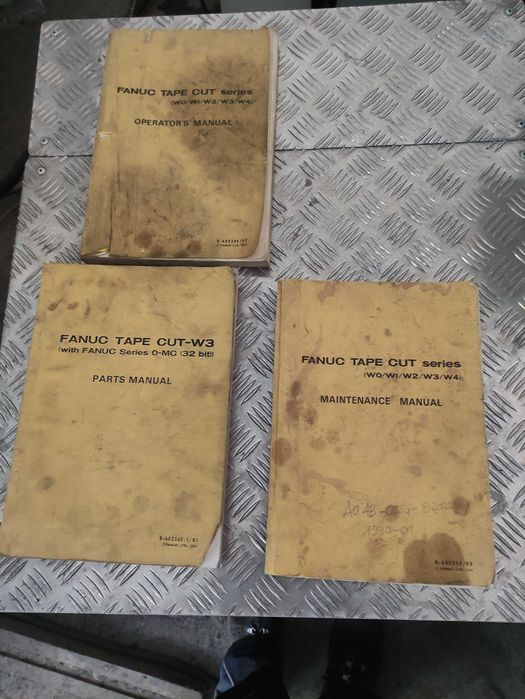 FANUC TAPE CUT series
(W0/W1/W2/W3/W4)
OPERATOR'S MANUAL
FANUC TAPE CUT-W3
(with FANUC Series 0-MC (32 bit))
PARTS MANUAL
FANUC TAPE CUT series
(W0/W1/W2/W3/W4)
MAINTENANCE MANUAL